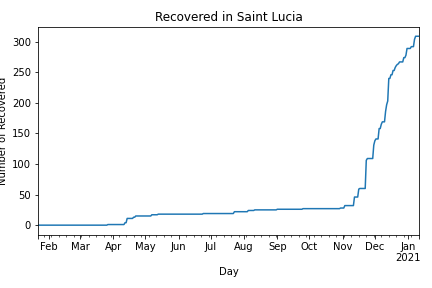 Recovered in Saint Lucia
Number of Recovered
300
250
200
150
100
50
0
Feb Mar Apr May Jun Jul Aug Sep Oct Nov Dec Jan
2021
Day